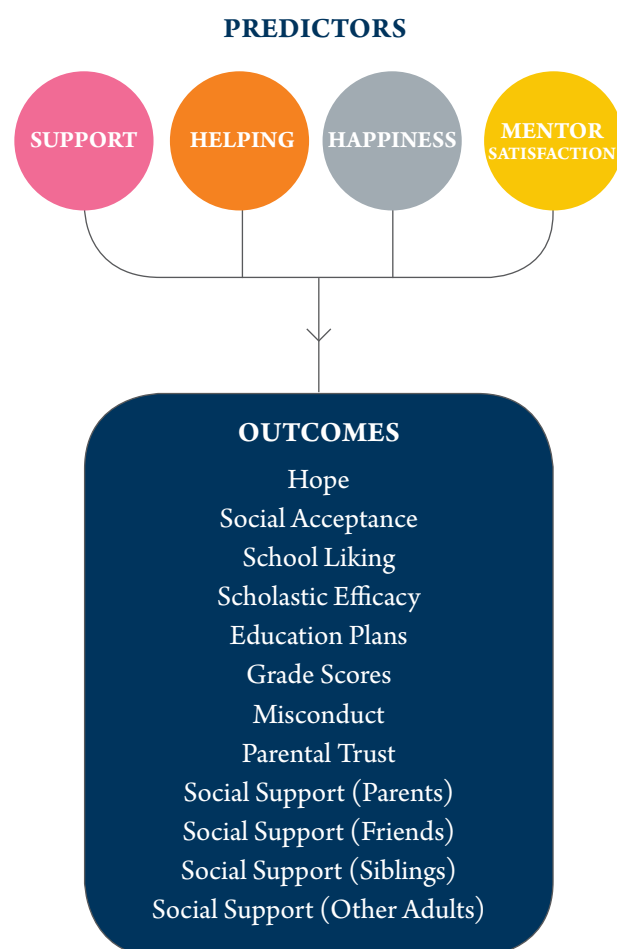 PREDICTORS
SUPPORT
HELPING
HAPPINESS
MENTOR
SATISFACTION
OUTCOMES
Hope
Social Acceptance
School Liking
Scholastic Efficacy
Education Plans
Grade Scores
Misconduct
Parental Trust
Social Support (Parents)
Social Support (Friends)
Social Support (Siblings)
Social Support (Other Adults)